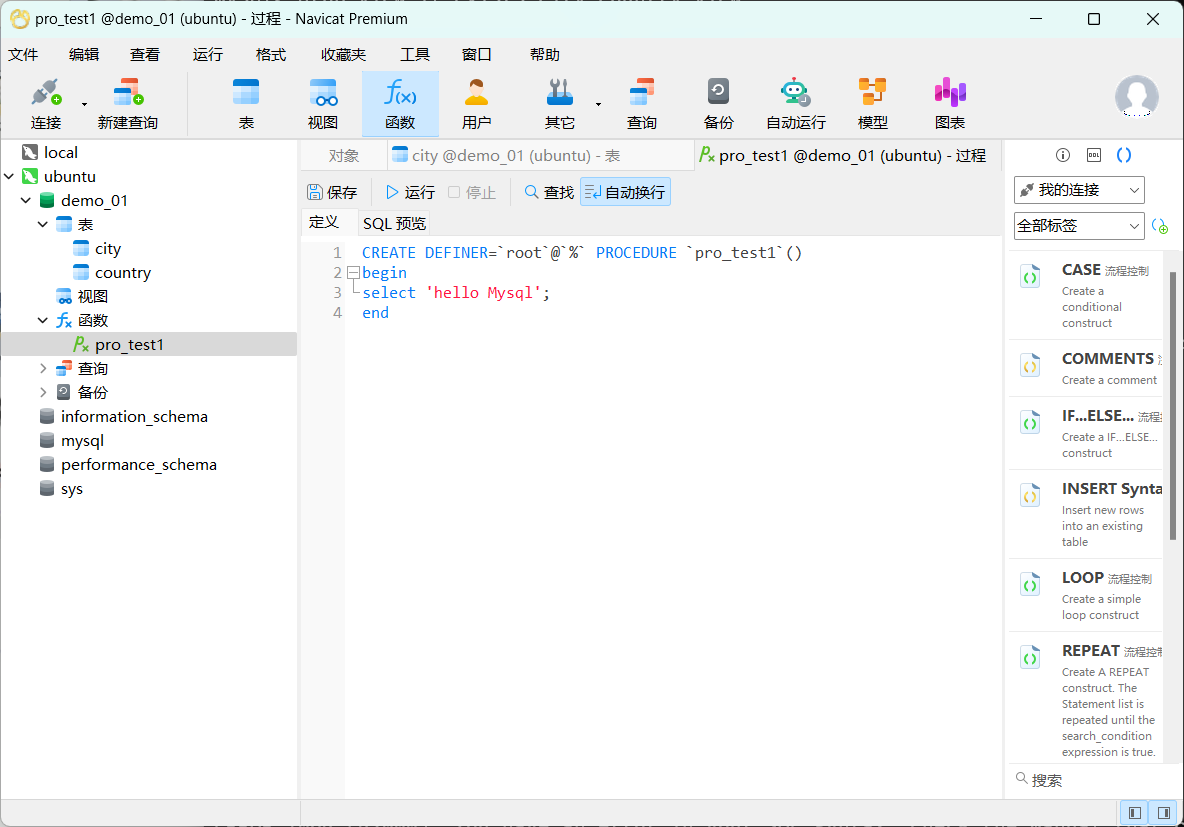 pro_test1 @demo_01 (ubuntu) - 过程 - Navicat Premium
文件 编辑 查看 运行 格式 收藏夹 工具 窗口 帮助
连接 新建查询 表 视图 函数 用户 其它 查询 备份 自动运行 模型 图表
local
ubuntu
demo_01
表
city
country
视图
函数
pro_test1
查询
备份
information_schema
mysql
performance_schema
sys
对象 city @demo_01 (ubuntu) - 表 pro_test1 @demo_01 (ubuntu) - 过程
保存 运行 停止 查找 自动换行
定义 SQL 预览
1 CREATE DEFINER=`root`@`%` PROCEDURE `pro_test1`()
2 begin
3 select 'hello Mysql';
4 end
DDL
我的连接
全部标签
CASE 流程控制
Create a
conditional
construct
COMMENTS
Create a comment
IF...ELSE... 流程
Create a IF...ELSE...
construct
INSERT Synta
Insert new rows
into an existing
table
LOOP 流程控制
Create a simple
loop construct
REPEAT 流程控制
Create A REPEAT
construct. The
Statement list is
repeated until the
search_condition
expression is true.
搜索